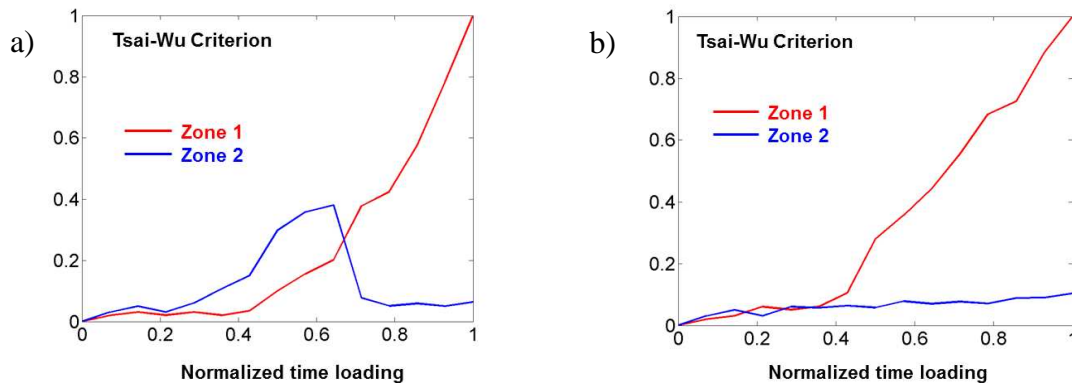 a)
Tsai-Wu Criterion
Zone 1
Zone 2
1
0.8
0.6
0.4
0.2
0
0 0.2 0.4 0.6 0.8 1
Normalized time loading
b)
Tsai-Wu Criterion
Zone 1
Zone 2
1
0.8
0.6
0.4
0.2
0
0 0.2 0.4 0.6 0.8 1
Normalized time loading